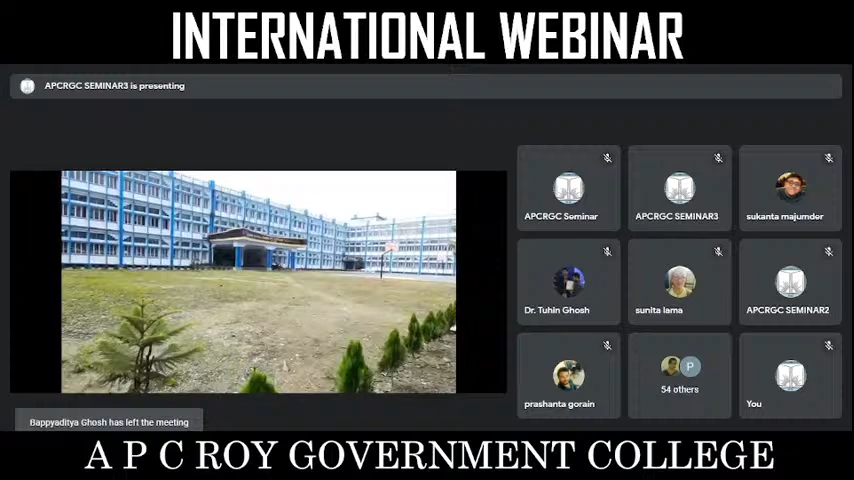 INTERNATIONAL WEBINAR
APCRGC SEMINAR3 is presenting
APCRGC Seminar
APCRGC SEMINAR3
sukanta majumder
Dr. Tuhin Ghosh
sunita lama
APCRGC SEMINAR2
prashanta gorain
P
54 others
You
Bappyaditya Ghosh has left the meeting
A P C ROY GOVERNMENT COLLEGE